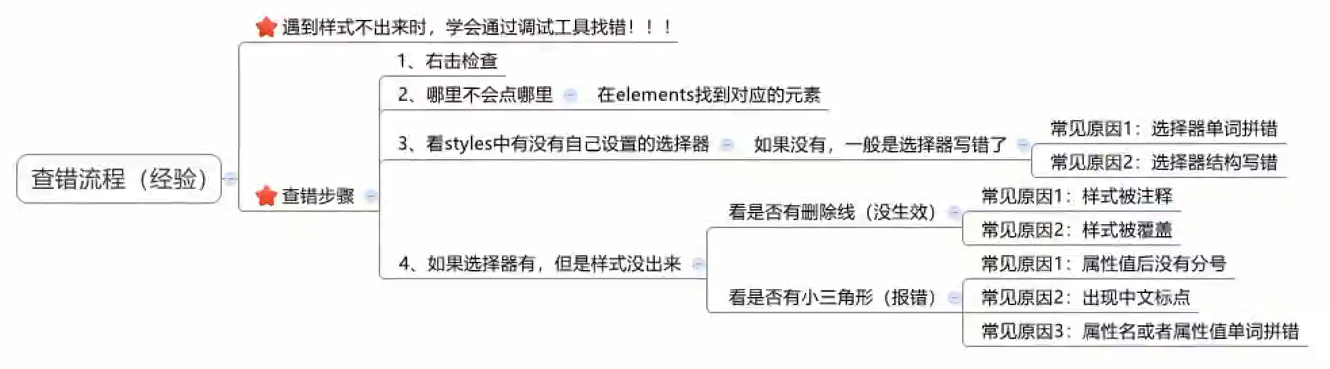 查错流程（经验）
遇到样式不出来时，学会通过调试工具找错！！！
查错步骤
1、右击检查
2、哪里不会点哪里
在elements找到对应的元素
3、看styles中有没有自己设置的选择器
如果没有，一般是选择器写错了
常见原因1：选择器单词拼错
常见原因2：选择器结构写错
4、如果选择器有，但是样式没出来
看是否有删除线（没生效）
常见原因1：样式被注释
常见原因2：样式被覆盖
看是否有小三角形（报错）
常见原因1：属性值后没有分号
常见原因2：出现中文标点
常见原因3：属性名或者属性值单词拼错